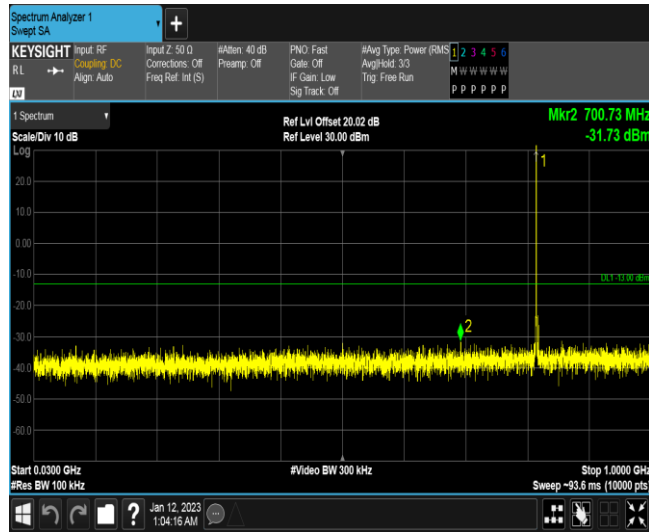 Spectrum Analyzer 1
Swept SA
KEYSIGHT
RL
LXI
Input: RF
Coupling: DC
Align: Auto
Input Z: 50 Ω
Corrections: Off
Freq Ref: Int (S)
#Atten: 40 dB
Preamp: Off
PNO: Fast
Gate: Off
IF Gain: Low
Sig Track: Off
#Avg Type: Power (RMS
Avg|Hold: 3/3
Trig: Free Run
1 2 3 4 5 6
M W W W W W
P P P P P P
1 Spectrum
Scale/Div 10 dB
Log
Ref Lvl Offset 20.02 dB
Ref Level 30.00 dBm
Mkr2 700.73 MHz
-31.73 dBm
1
20.0
10.0
0.00
-10.0
DL1 -13.00 dBm
-20.0
2
-30.0
-40.0
-50.0
-60.0
Start 0.0300 GHz
#Res BW 100 kHz
#Video BW 300 kHz
Stop 1.0000 GHz
Sweep ~93.6 ms (10000 pts)
?
Jan 12, 2023
1:04:16 AM